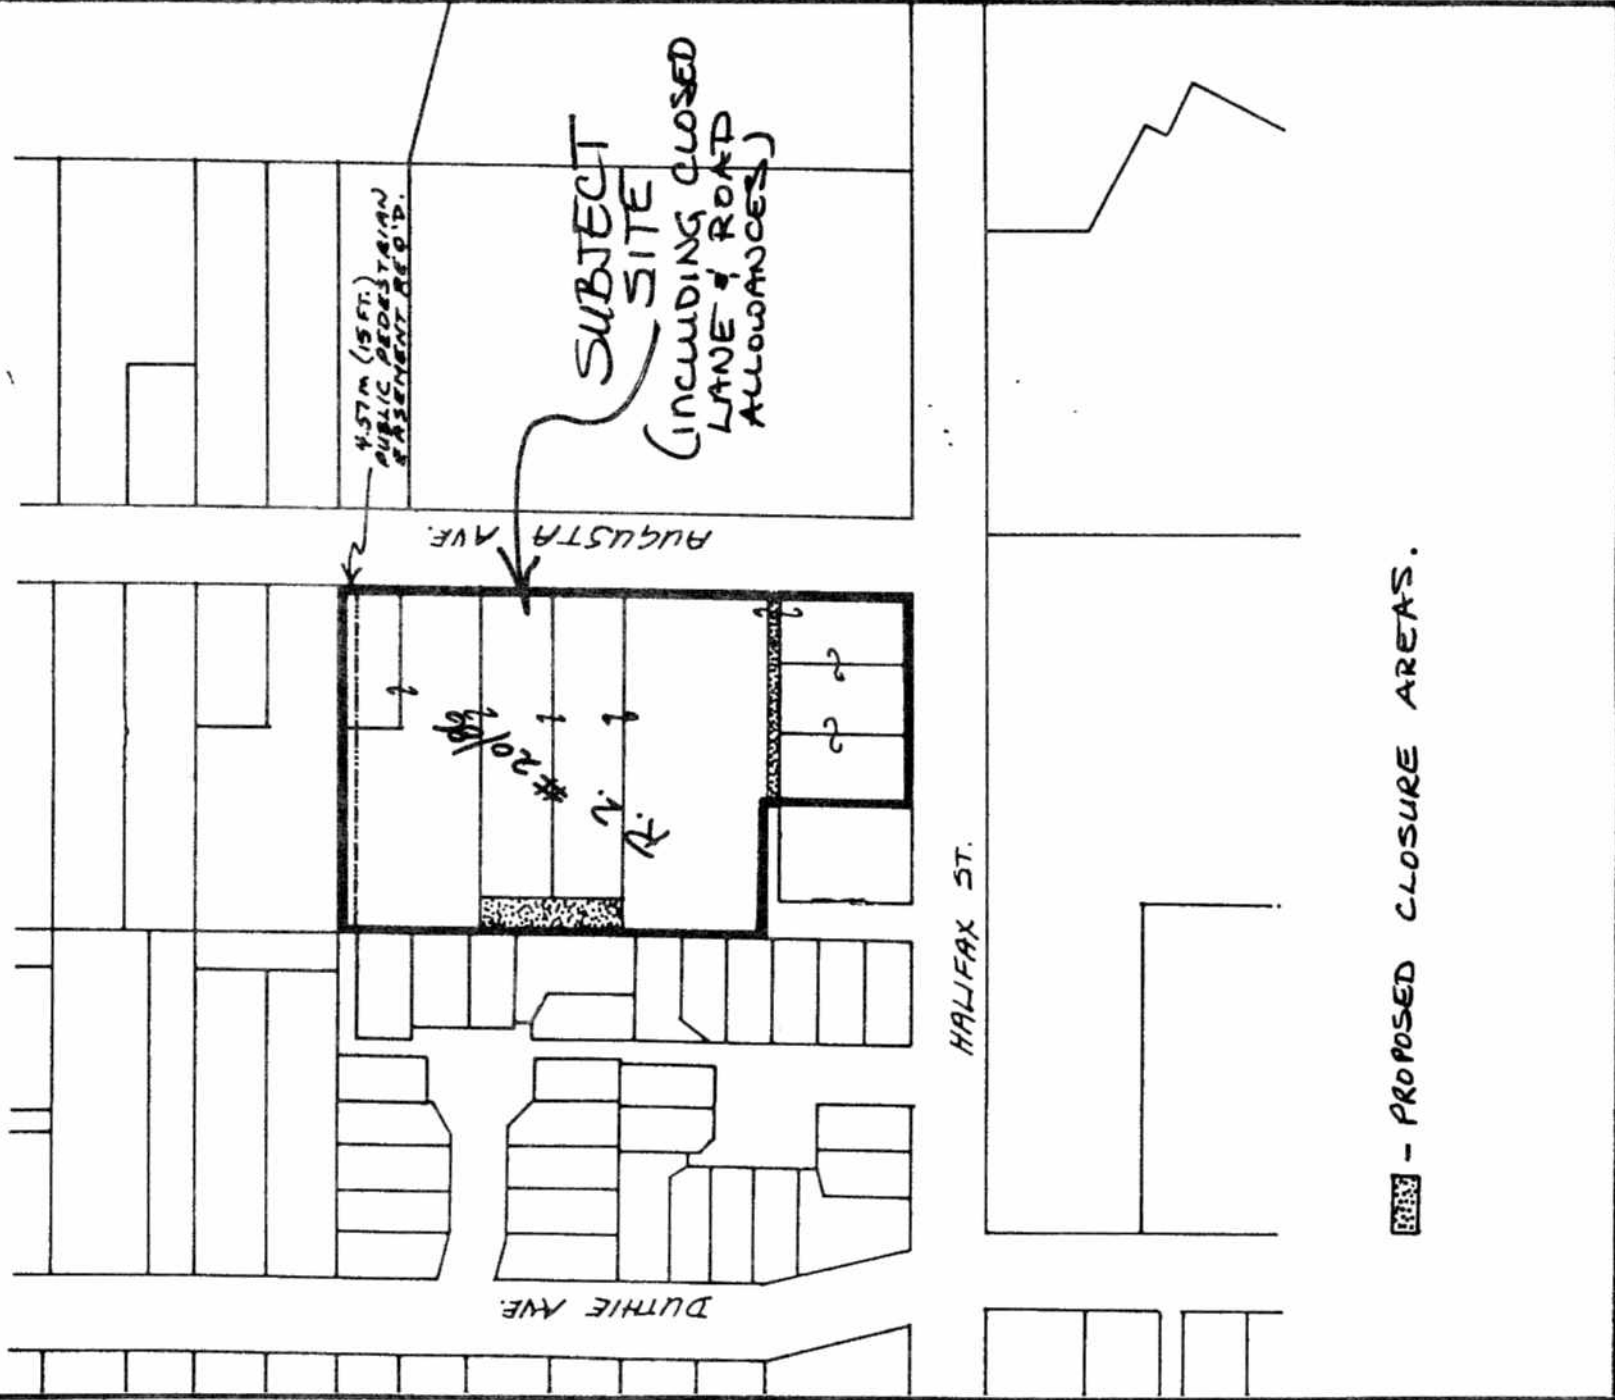 4.57 m (15 FT.)
PUBLIC PEDESTRIAN
EASEMENT REQ'D.
SUBJECT
SITE
(INCLUDING CLOSED
LANE & ROAD
ALLOWANCES)
AUGUSTA AVE.
HALIFAX ST.
DUTHIE AVE.
- PROPOSED CLOSURE AREAS.